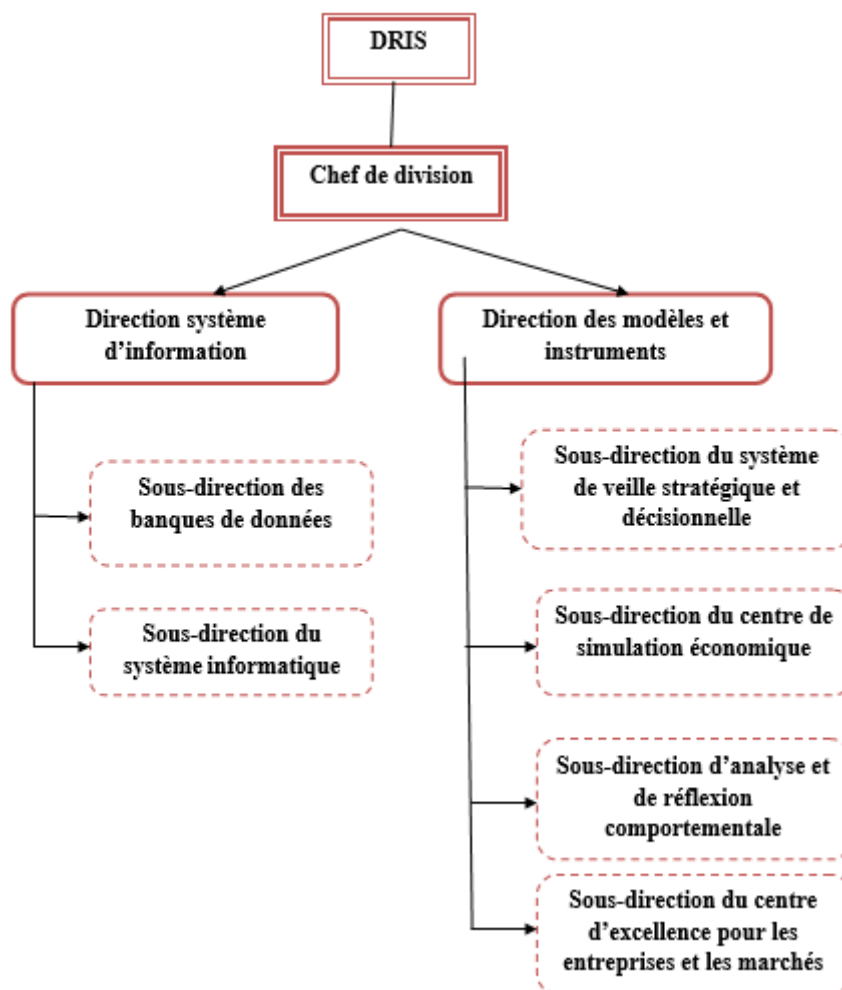 DRIS
Chef de division
Direction système
d’information
Direction des modèles et
instruments
Sous-direction des
banques de données
Sous-direction du
système informatique
Sous-direction du système
de veille stratégique et
décisionnelle
Sous-direction du centre de
simulation économique
Sous-direction d’analyse et
de réflexion
comportementale
Sous-direction du centre
d’excellence pour les
entreprises et les marchés